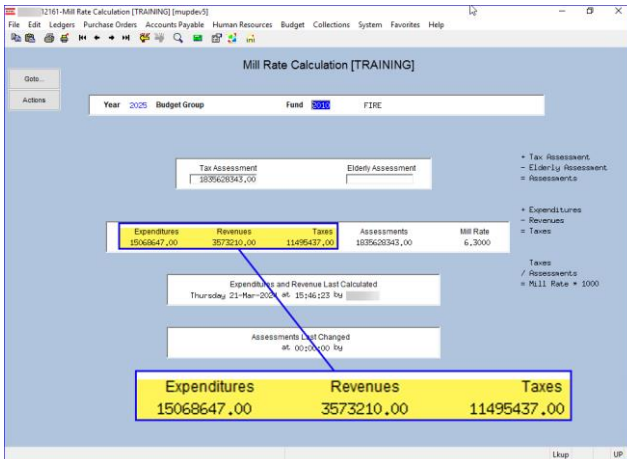 12161-Mill Rate Calculation [TRAINING] [mupdev5]
File Edit Ledgers Purchase Orders Accounts Payable Human Resources Budget Collections System Favorites Help
Mill Rate Calculation [TRAINING]
Goto...
Actions
Year 2025 Budget Group Fund 2010 FIRE
Tax Assessment Elderly Assessment
1835628343.00
+ Tax Assessment
- Elderly Assessment
= Assessments
+ Expenditures
- Revenues
= Taxes
Expenditures Revenues Taxes Assessments Mill Rate
15068647.00 3573210.00 11495437.00 1835628343.00 6.3000
Taxes
/ Assessments
= Mill Rate * 1000
Expenditures and Revenue Last Calculated
Thursday 21-Mar-2024 at 15:46:23 by
Assessments Last Changed
at 00:00:00 by
Expenditures Revenues Taxes
15068647.00 3573210.00 11495437.00
Lkup UP